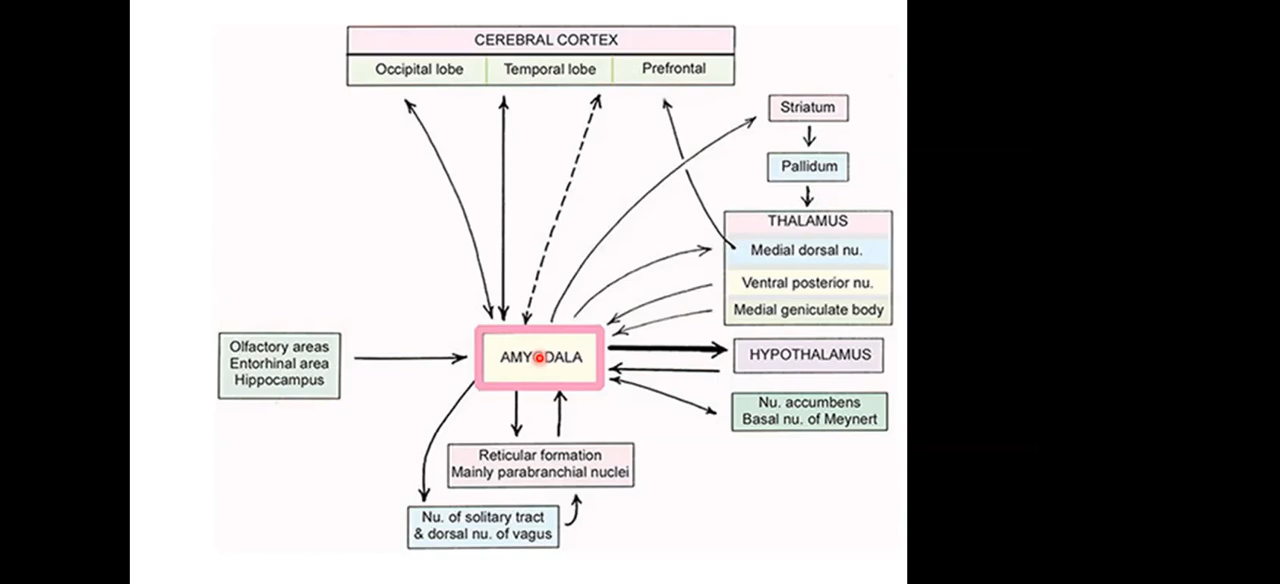 CEREBRAL CORTEX
Occipital lobe
Temporal lobe
Prefrontal
Striatum
Pallidum
THALAMUS
Medial dorsal nu.
Ventral posterior nu.
Medial geniculate body
Olfactory areas
Entorhinal area
Hippocampus
AMYGDALA
HYPOTHALAMUS
Nu. accumbens
Basal nu. of Meynert
Reticular formation
Mainly parabranchial nuclei
Nu. of solitary tract
& dorsal nu. of vagus